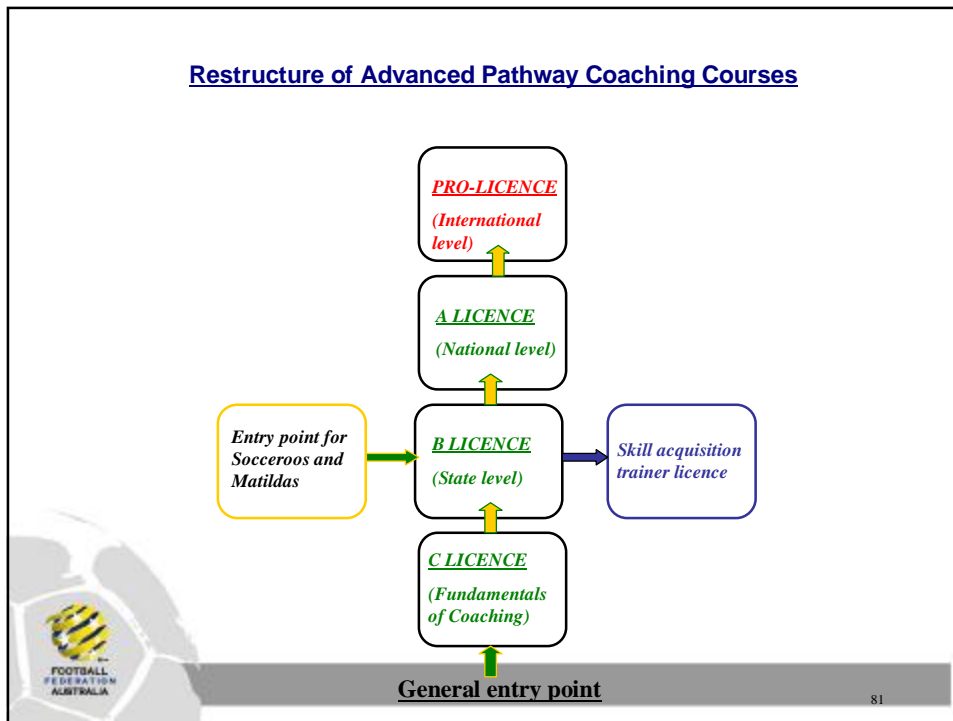 Restructure of Advanced Pathway Coaching Courses
PRO-LICENCE
(International
level)
A LICENCE
(National level)
Entry point for
Socceroos and
Matildas
B LICENCE
(State level)
Skill acquisition
trainer licence
C LICENCE
(Fundamentals
of Coaching)
FOOTBALL
FEDERATION
AUSTRALIA
General entry point
81